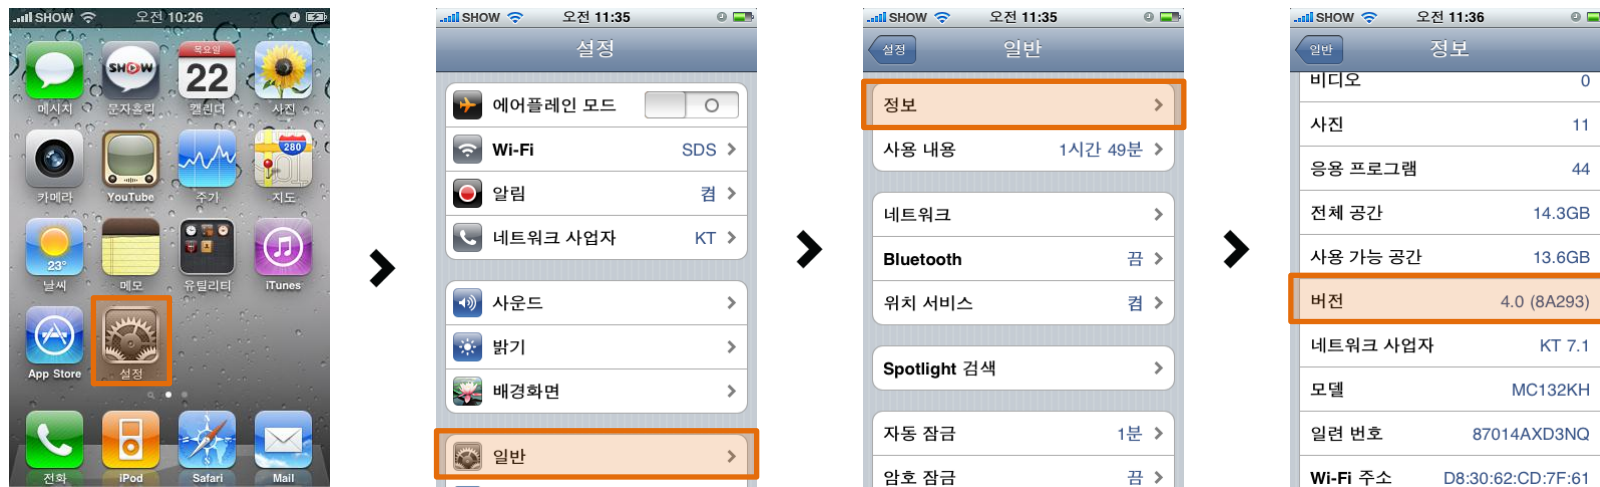 SHOW 오전 10:26
메시지 문자흘릭 캘린더 사진
SHOW
목요일
22
카메라 YouTube 주가 지도
280
23°
날씨 메모 유틸리티 iTunes
App Store 설정
전화 iPod Safari Mail
SHOW 오전 11:35
설정
에어플레인 모드
Wi-Fi SDS
알림 켬
네트워크 사업자 KT
사운드
밝기
배경화면
일반
SHOW 오전 11:35
설정 일반
정보
사용 내용 1시간 49분
네트워크
Bluetooth 끔
위치 서비스 켬
Spotlight 검색
자동 잠금 1분
암호 잠금 끔
SHOW 오전 11:36
일반 정보
비디오 0
사진 11
응용 프로그램 44
전체 공간 14.3GB
사용 가능 공간 13.6GB
버전 4.0 (8A293)
네트워크 사업자 KT 7.1
모델 MC132KH
일련 번호 87014AXD3NQ
Wi-Fi 주소 D8:30:62:CD:7F:61